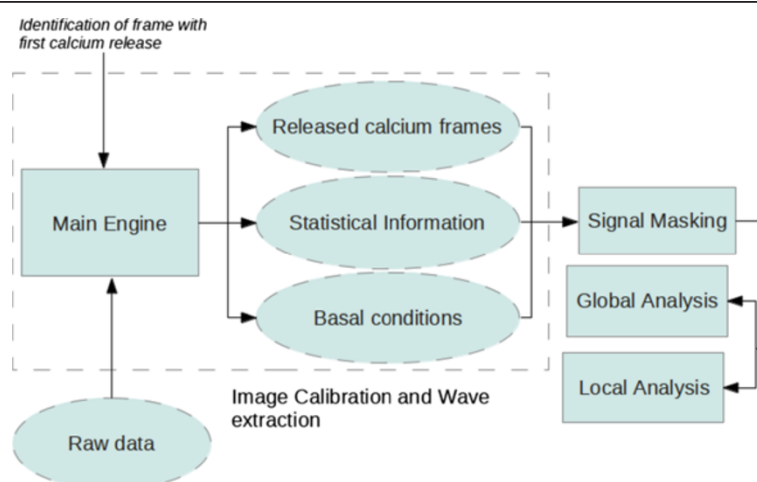 Identification of frame with
first calcium release
Released calcium frames
Main Engine
Statistical Information
Signal Masking
Basal conditions
Global Analysis
Local Analysis
Image Calibration and Wave
extraction
Raw data